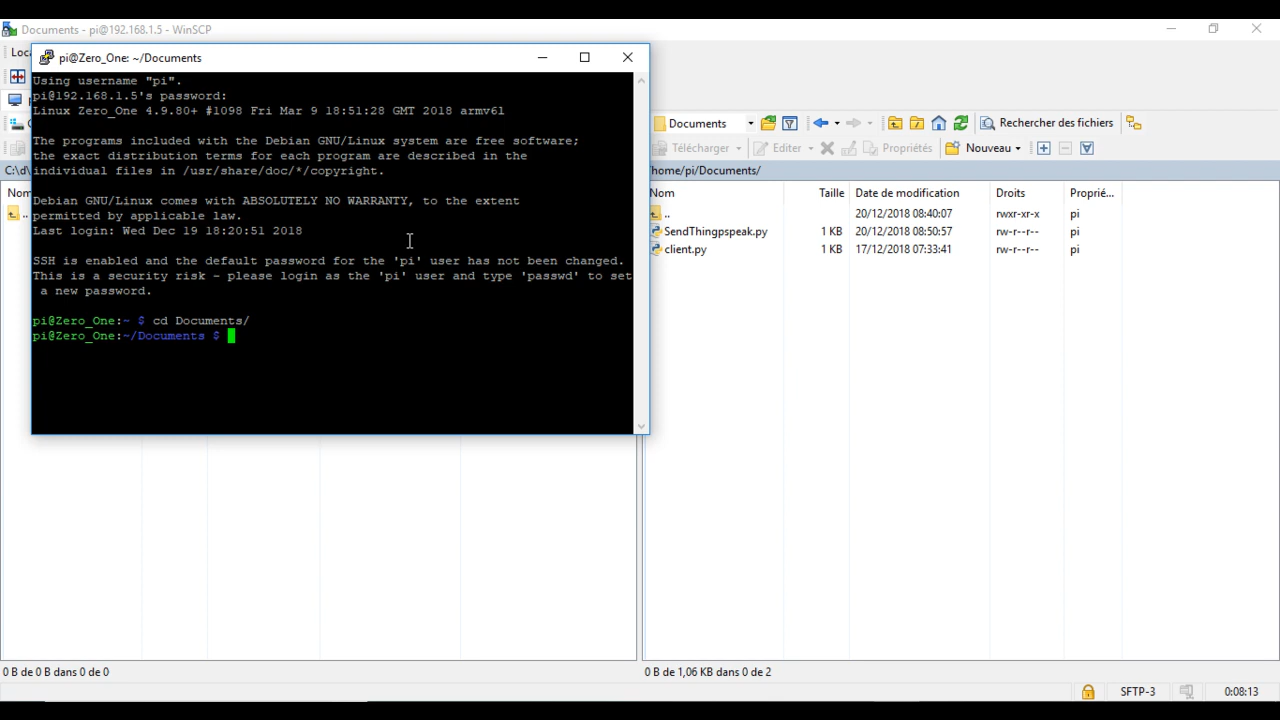 Documents - pi@192.168.1.5 - WinSCP
Loca
pi@Zero_One: ~/Documents
Using username "pi".
pi@192.168.1.5's password:
Linux Zero_One 4.9.80+ #1098 Fri Mar 9 18:51:28 GMT 2018 armv6l
The programs included with the Debian GNU/Linux system are free software;
the exact distribution terms for each program are described in the
individual files in /usr/share/doc/*/copyright.
Debian GNU/Linux comes with ABSOLUTELY NO WARRANTY, to the extent
permitted by applicable law.
Last login: Wed Dec 19 18:20:51 2018
SSH is enabled and the default password for the 'pi' user has not been changed.
This is a security risk - please login as the 'pi' user and type 'passwd' to set
a new password.
pi@Zero_One:~ $ cd Documents/
pi@Zero_One:~/Documents $
C:\d\
Nom
..
Documents
Rechercher des fichiers
Télécharger
Editer
Propriétés
Nouveau
/home/pi/Documents/
Nom Taille Date de modification Droits Proprié...
.. 20/12/2018 08:40:07 rwxr-xr-x pi
SendThingpspeak.py 1 KB 20/12/2018 08:50:57 rw-r--r-- pi
client.py 1 KB 17/12/2018 07:33:41 rw-r--r-- pi
0 B de 0 B dans 0 de 0
0 B de 1,06 KB dans 0 de 2
SFTP-3
0:08:13